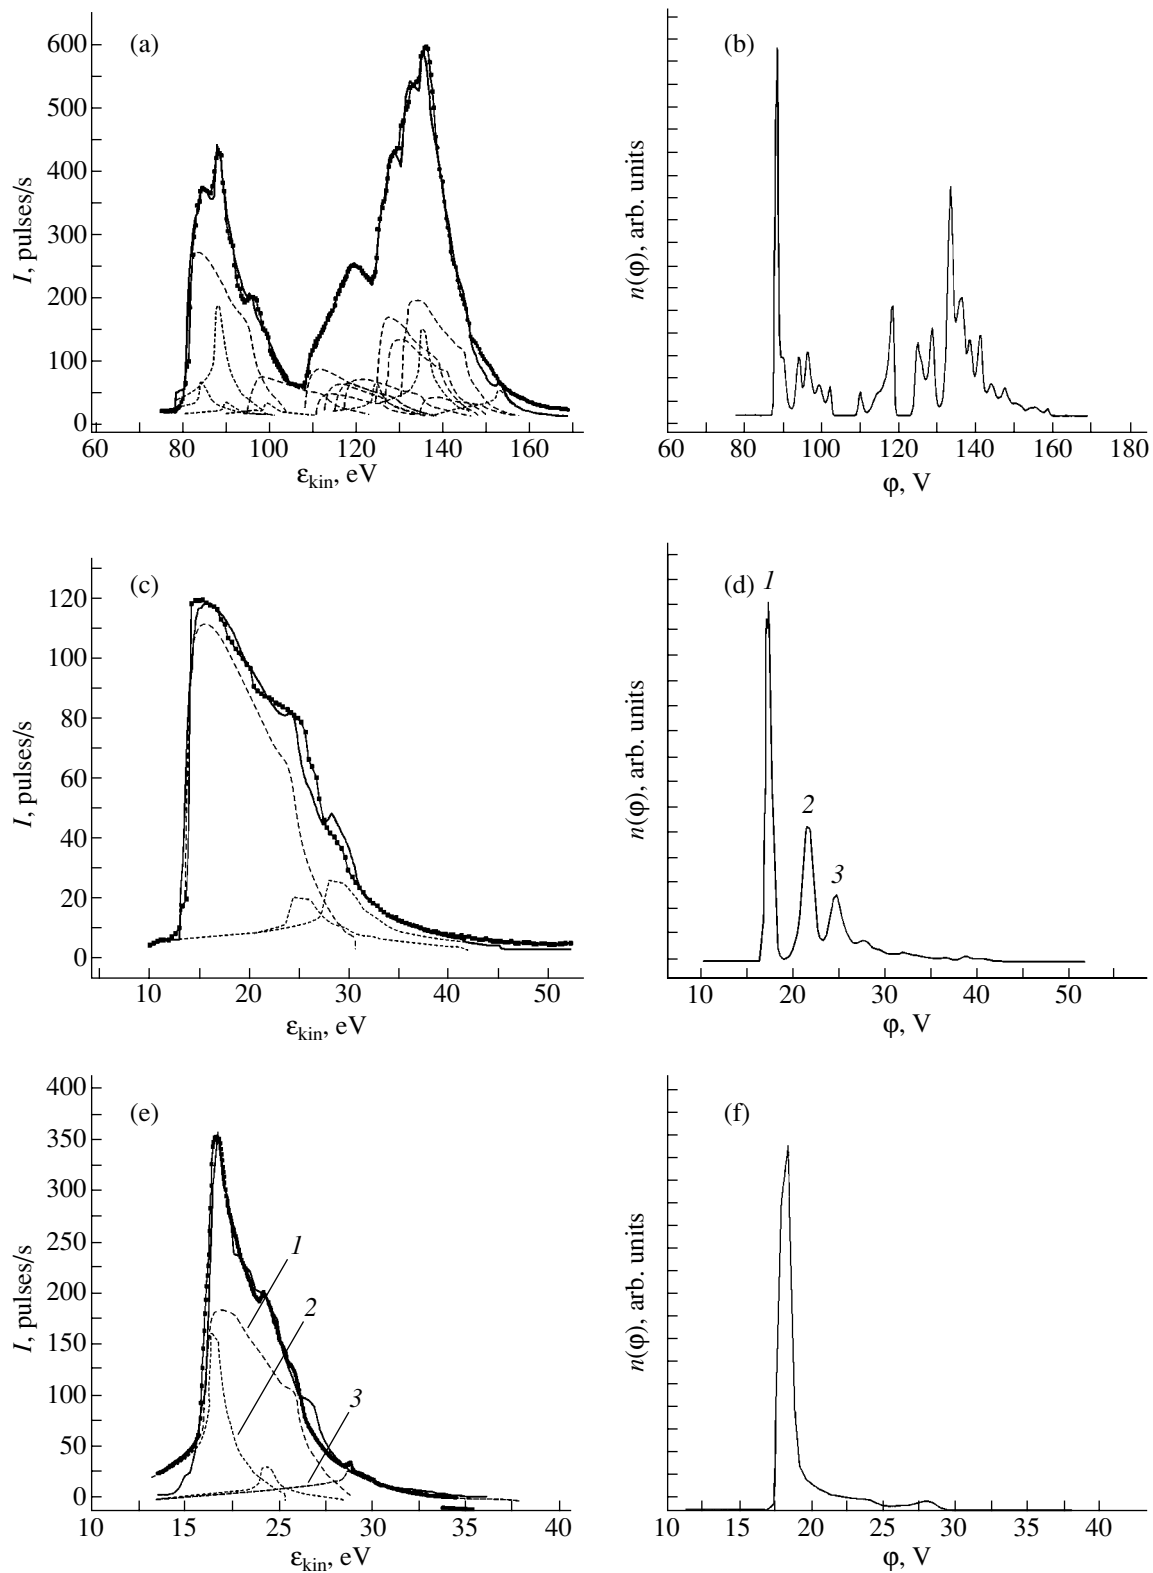 (a)
600
500
400
300
200
100
0
I, pulses/s
60 80 100 120 140 160
εkin, eV
(b)
n(φ), arb. units
60 80 100 120 140 160 180
φ, V
(c)
120
100
80
60
40
20
0
I, pulses/s
10 20 30 40 50
εkin, eV
(d)
1
2
3
n(φ), arb. units
10 20 30 40 50
φ, V
(e)
400
350
300
250
200
150
100
50
0
I, pulses/s
1
2
3
10 15 20 25 30 35 40
εkin, eV
(f)
n(φ), arb. units
10 15 20 25 30 35 40
φ, V